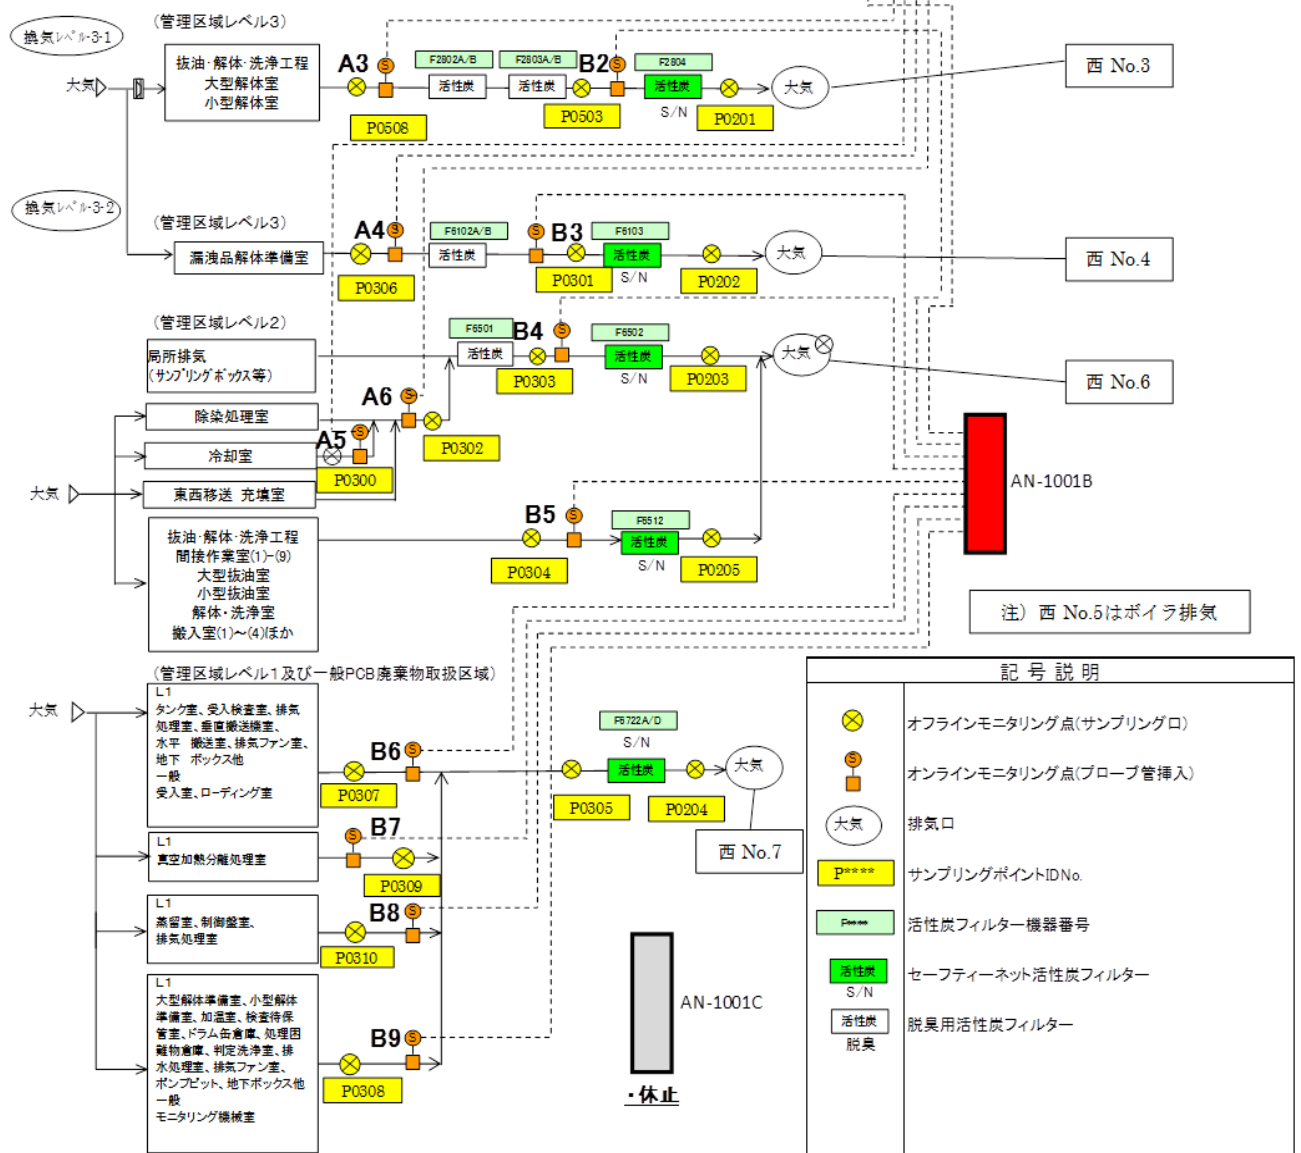 換気レベル-3-1
(管理区域レベル3)
大気
抜油・解体・洗浄工程
大型解体室
小型解体室
A3
S
P0508
F2802A/B
活性炭
F2803A/B
活性炭
B2
S
P0503
F2804
活性炭
S/N
P0201
大気
西 No.3
換気レベル-3-2
(管理区域レベル3)
漏洩品解体準備室
A4
S
P0306
F6102A/B
活性炭
S
B3
P0301
F6103
活性炭
S/N
P0202
大気
西 No.4
(管理区域レベル2)
局所排気
(サンプリングボックス等)
F6501
活性炭
B4
S
P0303
F6502
活性炭
S/N
P0203
大気
西 No.6
除染処理室
A6
S
P0302
冷却室
A5
S
P0300
大気
東西移送 充填室
抜油・解体・洗浄工程
間接作業室(1)-(9)
大型抜油室
小型抜油室
解体・洗浄室
搬入室(1)～(4)ほか
B5
S
P0304
F6512
活性炭
S/N
P0205
AN-1001B
注) 西 No.5はボイラ排気
(管理区域レベル1及び一般PCB廃棄物取扱区域)
大気
L1
タンク室、受入検査室、排気
処理室、垂直搬送機室、
水平 搬送室、排気ファン室、
地下 ボックス他
一般
受入室、ローディング室
B6
S
P0307
P0305
F6722A/D
S/N
活性炭
P0204
大気
西 No.7
L1
真空加熱分離処理室
S
B7
P0309
L1
蒸留室、制御盤室、
排気処理室
B8
S
P0310
L1
大型解体準備室、小型解体
準備室、加温室、検査待保
管室、ドラム缶倉庫、処理困
難物倉庫、判定洗浄室、排
水処理室、排気ファン室、
ポンプピット、地下ボックス他
一般
モニタリング機械室
B9
S
P0308
AN-1001C
・休止
記号説明
オフラインモニタリング点(サンプリング口)
S
オンラインモニタリング点(プローブ管挿入)
大気
排気口
P****
サンプリングポイントIDNo.
F****
活性炭フィルター機器番号
活性炭
S/N
セーフティーネット活性炭フィルター
活性炭
脱臭
脱臭用活性炭フィルター